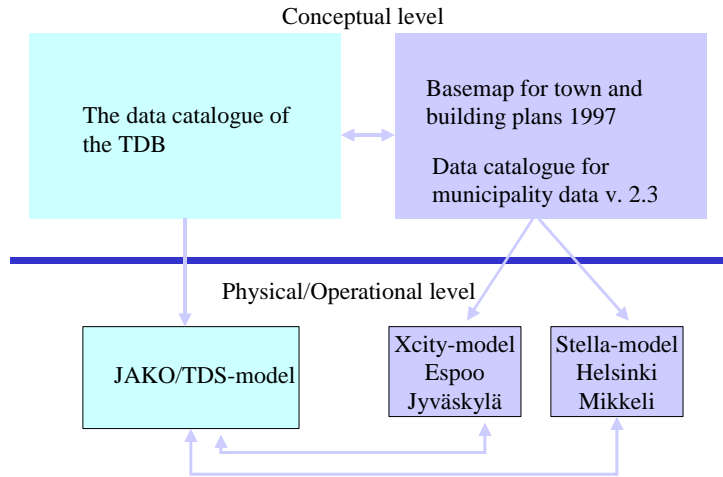 Conceptual level
The data catalogue of
the TDB
Basemap for town and
building plans 1997
Data catalogue for
municipality data v. 2.3
Physical/Operational level
JAKO/TDS-model
Xcity-model
Espoo
Jyväskylä
Stella-model
Helsinki
Mikkeli